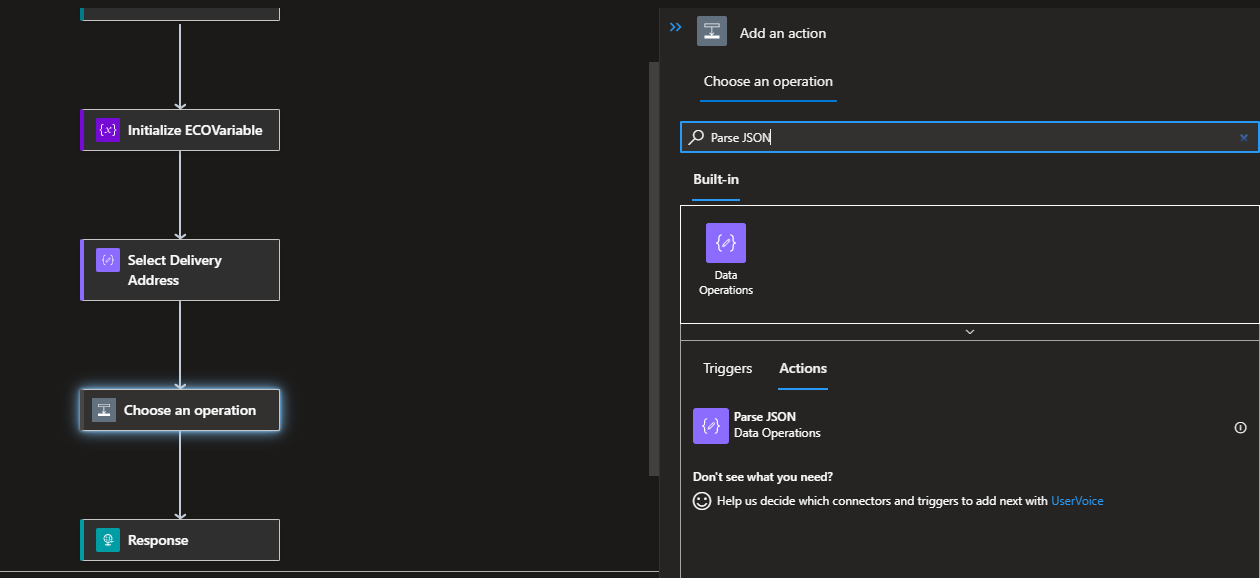 Initialize ECOVariable
Select Delivery
Address
Choose an operation
Response
Add an action
Choose an operation
Parse JSON
Built-in
Data
Operations
Triggers
Actions
Parse JSON
Data Operations
Don't see what you need?
Help us decide which connectors and triggers to add next with UserVoice